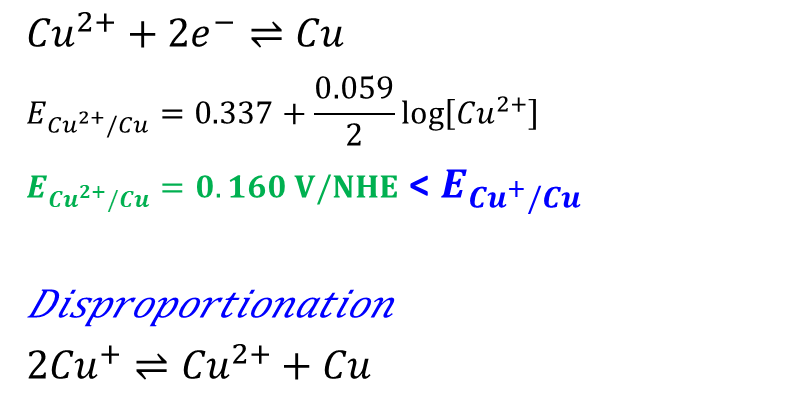 Cu²⁺ + 2e⁻ ⇌ Cu
E_{Cu²⁺/Cu} = 0.337 + \frac{0.059}{2} log[Cu²⁺]
E_{Cu²⁺/Cu} = 0.160 V/NHE < E_{Cu⁺/Cu}
Disproportionation
2Cu⁺ ⇌ Cu²⁺ + Cu